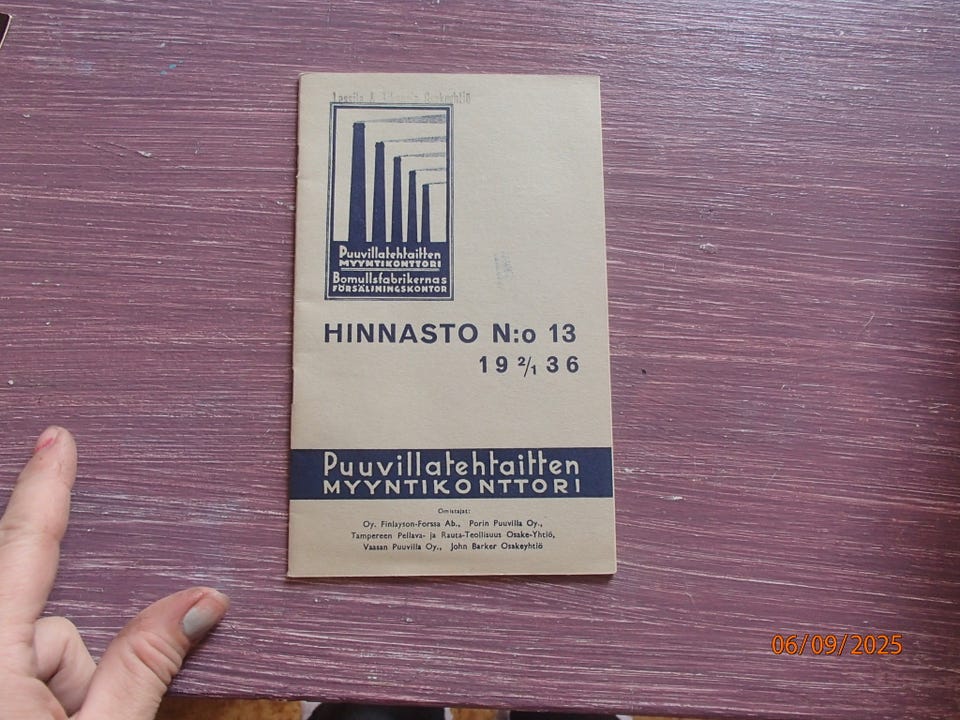 Osakeyhtiö
Puuvillatehtaitten
MYYNTIKONTTORI
Bomullsfabrikernas
FÖRSÄLJNINGSKONTOR
HINNASTO N:o 13
19 2/1 36
Puuvillatehtaitten
MYYNTIKONTTORI
Omistajat:
Oy. Finlayson-Forssa Ab., Porin Puuvilla Oy.,
Tampereen Pellava- ja Rauta-Teollisuus Osake-Yhtiö,
Vaasan Puuvilla Oy., John Barker Osakeyhtiö
06/09/2025